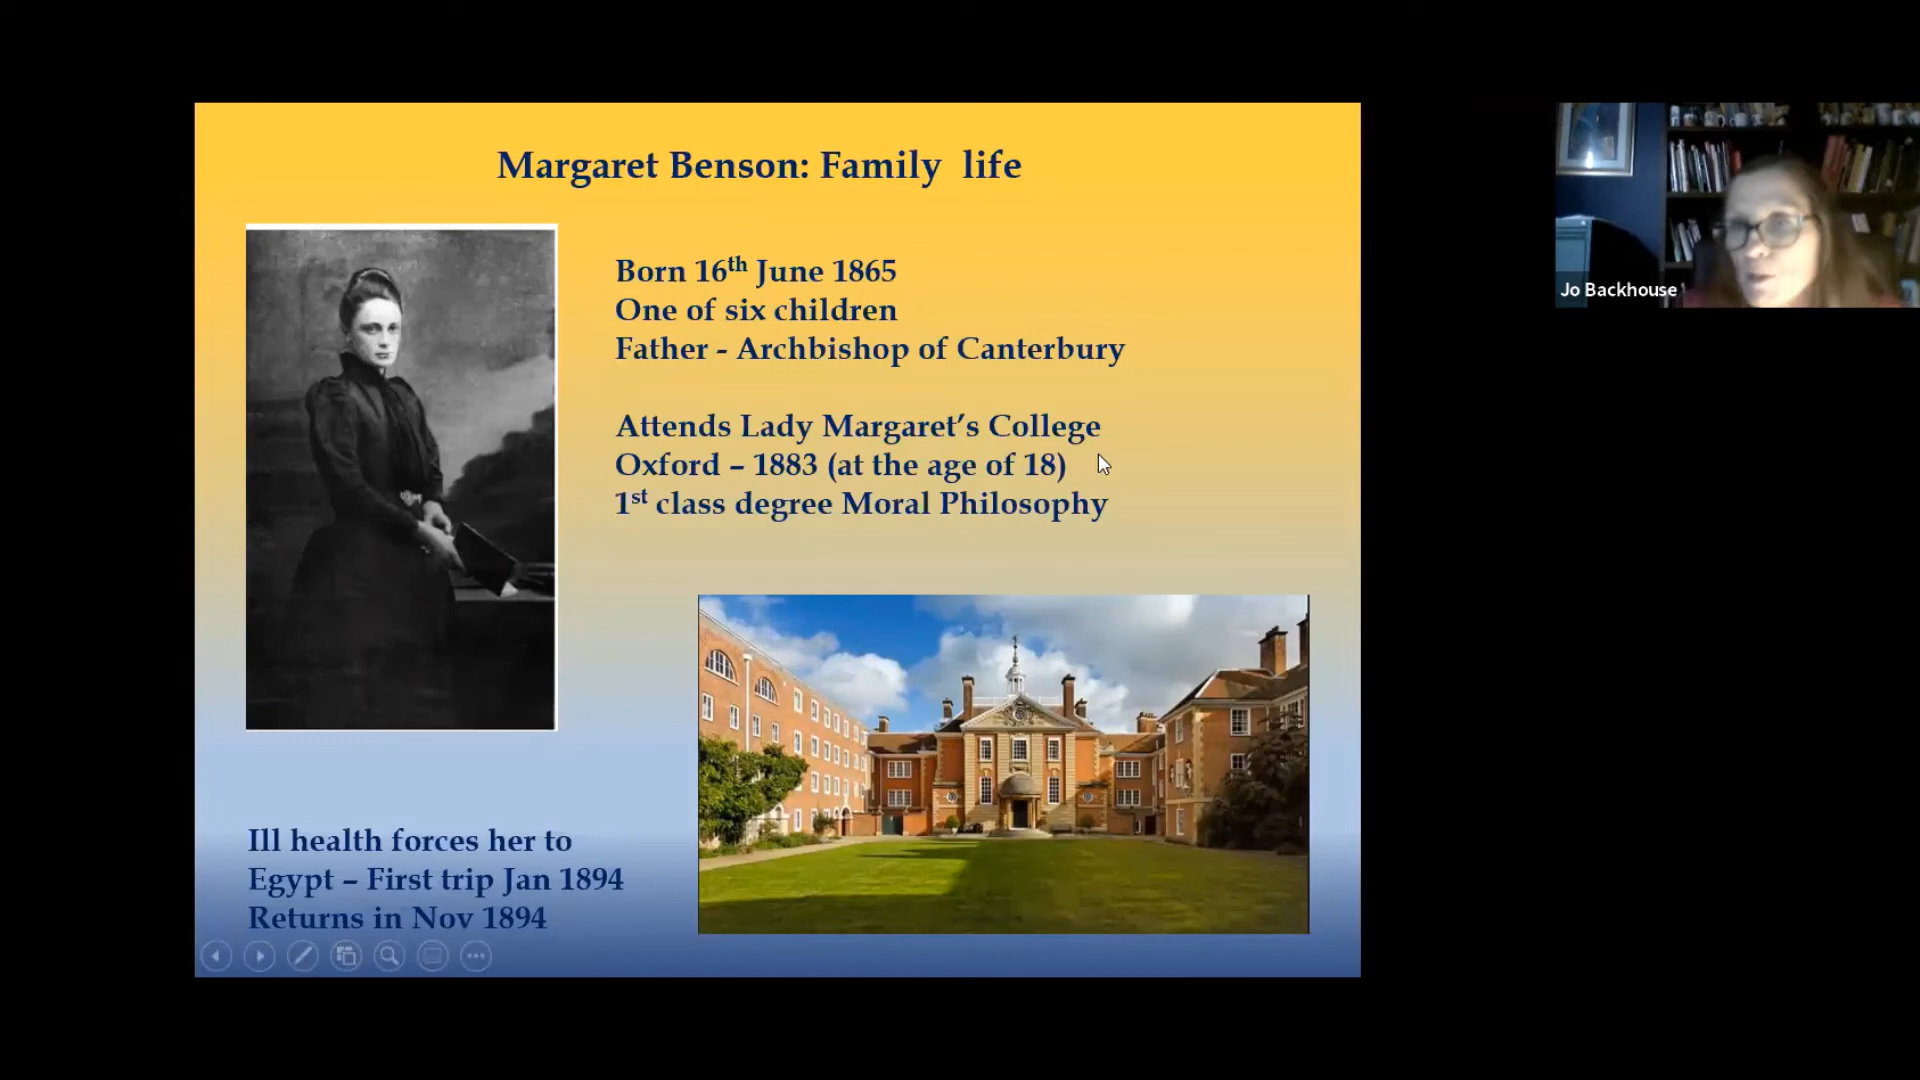 Margaret Benson: Family life
Born 16th June 1865
One of six children
Father - Archbishop of Canterbury
Attends Lady Margaret’s College
Oxford – 1883 (at the age of 18)
1st class degree Moral Philosophy
Ill health forces her to
Egypt – First trip Jan 1894
Returns in Nov 1894
Jo Backhouse